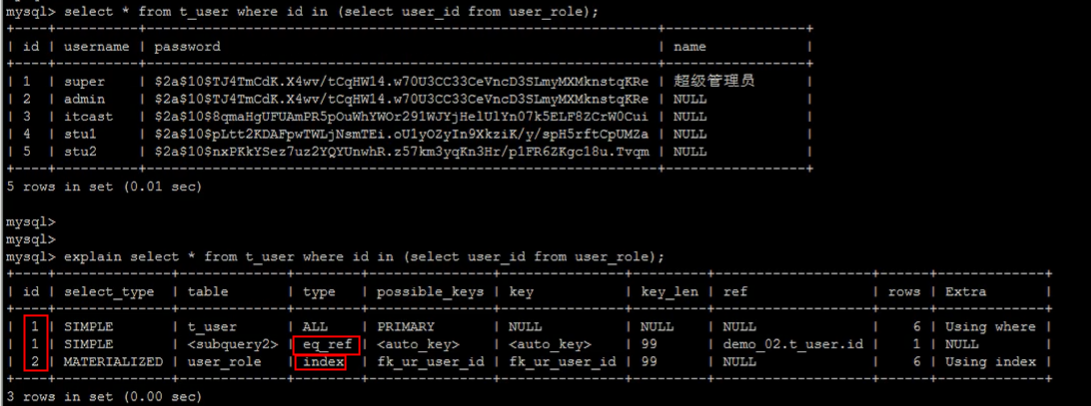 mysql> select * from t_user where id in (select user_id from user_role);
+----+----------+--------------------------------------------------------------+-----------------+
| id | username | password | name |
+----+----------+--------------------------------------------------------------+-----------------+
| 1 | super | $2a$10$TJ4TmCdK.X4wv/tCqHW14.w70U3CC33CeVncD3SLmyMXMknstqKRe | 超级管理员 |
| 2 | admin | $2a$10$TJ4TmCdK.X4wv/tCqHW14.w70U3CC33CeVncD3SLmyMXMknstqKRe | NULL |
| 3 | itcast | $2a$10$8qmaHgUFUAmPR5pOuWhYWOr291WJYjHelUlYn07k5ELF8ZCrW0Cui | NULL |
| 4 | stu1 | $2a$10$pLtt2KDAFpwTWLjNsmTEi.oU1yOZyIn9XkziK/y/spH5rftCpUMZa | NULL |
| 5 | stu2 | $2a$10$nxPKkYSez7uz2YQYUnwhR.z57km3yqKn3Hr/p1FR6ZKgc18u.Tvqm | NULL |
+----+----------+--------------------------------------------------------------+-----------------+
5 rows in set (0.01 sec)
mysql>
mysql>
mysql> explain select * from t_user where id in (select user_id from user_role);
+----+--------------+-------------+--------+---------------+---------------+---------+-------------------+------+-------------+
| id | select_type | table | type | possible_keys | key | key_len | ref | rows | Extra |
+----+--------------+-------------+--------+---------------+---------------+---------+-------------------+------+-------------+
| 1 | SIMPLE | t_user | ALL | PRIMARY | NULL | NULL | NULL | 6 | Using where |
| 1 | SIMPLE | <subquery2> | eq_ref | <auto_key> | <auto_key> | 99 | demo_02.t_user.id | 1 | NULL |
| 2 | MATERIALIZED | user_role | index | fk_ur_user_id | fk_ur_user_id | 99 | NULL | 6 | Using index |
+----+--------------+-------------+--------+---------------+---------------+---------+-------------------+------+-------------+
3 rows in set (0.00 sec)